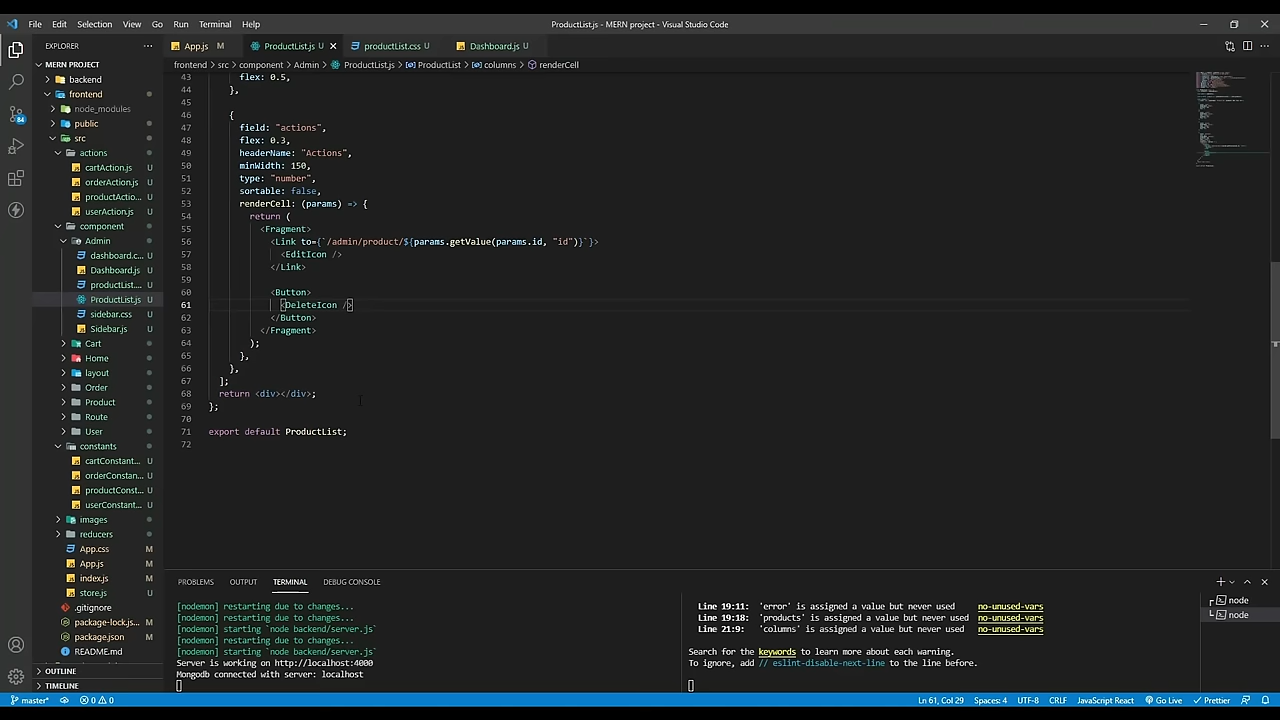 File Edit Selection View Go Run Terminal Help
ProductList.js - MERN project - Visual Studio Code
EXPLORER
App.js M
ProductList.js U
productList.css U
Dashboard.js U
MERN PROJECT
frontend > src > component > Admin > ProductList.js > ProductList > columns > renderCell
backend
frontend
node_modules
public
src
actions
cartAction.js U
orderAction.js U
productActio... U
userAction.js U
component
Admin
dashboard.c... U
Dashboard.js U
productList.... U
ProductList.js U
sidebar.css U
Sidebar.js U
Cart
Home
layout
Order
Product
Route
User
constants
cartConstant... U
orderConstan... U
productConst... U
userConstant... U
images
reducers
App.css M
App.js M
index.js M
store.js U
.gitignore
package-lock.js... M
package.json M
README.md
OUTLINE
TIMELINE
84
43 flex: 0.5,
44 },
45
46 {
47 field: "actions",
48 flex: 0.3,
49 headerName: "Actions",
50 minWidth: 150,
51 type: "number",
52 sortable: false,
53 renderCell: (params) => {
54 return (
55 <Fragment>
56 <Link to={`/admin/product/${params.getValue(params.id, "id")}`}>
57 <EditIcon />
58 </Link>
59
60 <Button>
61 <DeleteIcon />
62 </Button>
63 </Fragment>
64 );
65 },
66 },
67 ];
68 return <div></div>;
69 };
70
71 export default ProductList;
72
PROBLEMS OUTPUT TERMINAL DEBUG CONSOLE
[nodemon] restarting due to changes...
[nodemon] restarting due to changes...
[nodemon] starting `node backend/server.js`
[nodemon] restarting due to changes...
[nodemon] starting `node backend/server.js`
Server is working on http://localhost:4000
Mongodb connected with server: localhost
Line 19:11: 'error' is assigned a value but never used no-unused-vars
Line 19:18: 'products' is assigned a value but never used no-unused-vars
Line 21:9: 'columns' is assigned a value but never used no-unused-vars
Search for the keywords to learn more about each warning.
To ignore, add // eslint-disable-next-line to the line before.
node
node
master* 0 0
Ln 61, Col 29 Spaces: 4 UTF-8 CRLF JavaScript React Go Live Prettier